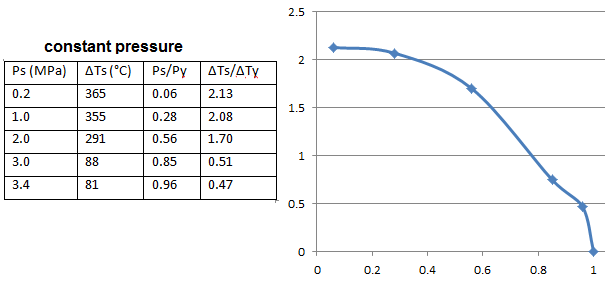 constant pressure
Ps (MPa) ΔTs (°C) Ps/Py ΔTs/ΔTy
0.2 365 0.06 2.13
1.0 355 0.28 2.08
2.0 291 0.56 1.70
3.0 88 0.85 0.51
3.4 81 0.96 0.47
2.5
2
1.5
1
0.5
0
0 0.2 0.4 0.6 0.8 1